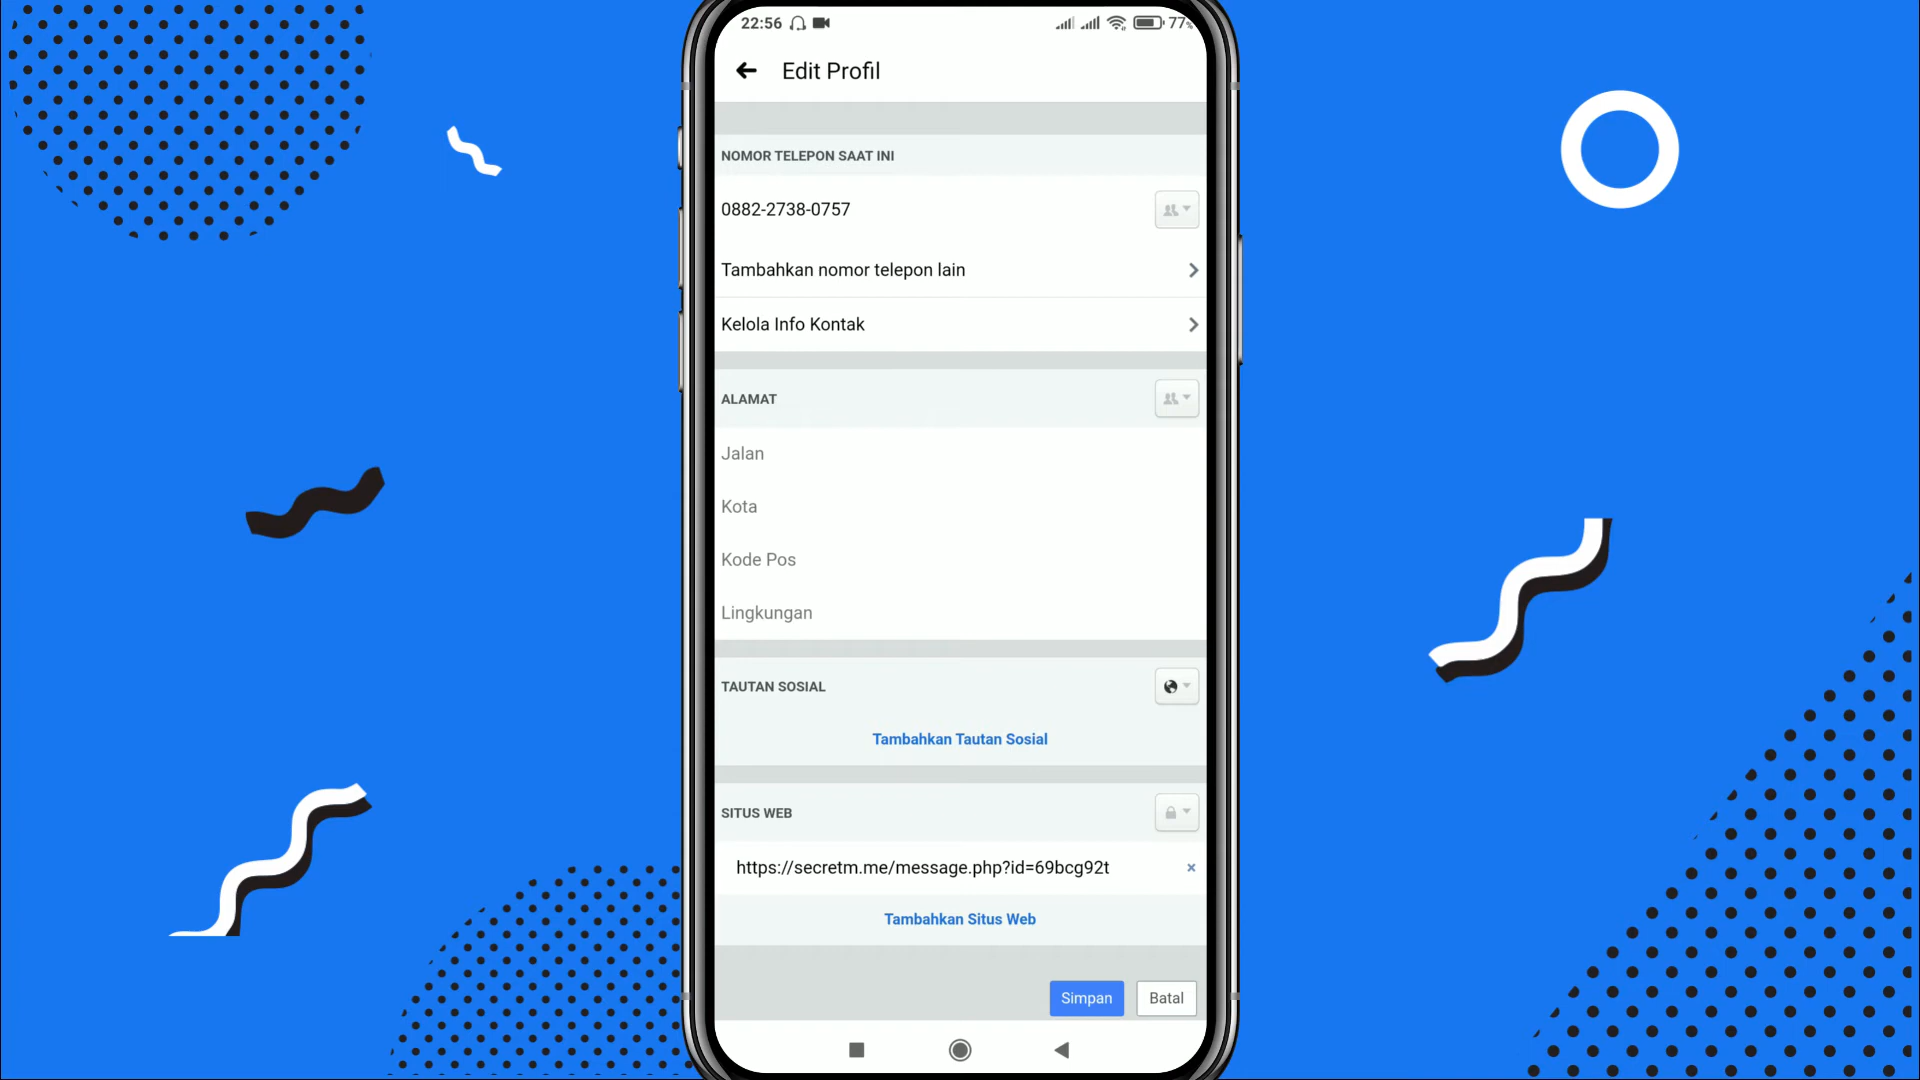 22:56 77%
Edit Profil
NOMOR TELEPON SAAT INI
0882-2738-0757
Tambahkan nomor telepon lain
Kelola Info Kontak
ALAMAT
Jalan
Kota
Kode Pos
Lingkungan
TAUTAN SOSIAL
Tambahkan Tautan Sosial
SITUS WEB
https://secretm.me/message.php?id=69bcg92t
Tambahkan Situs Web
Simpan Batal